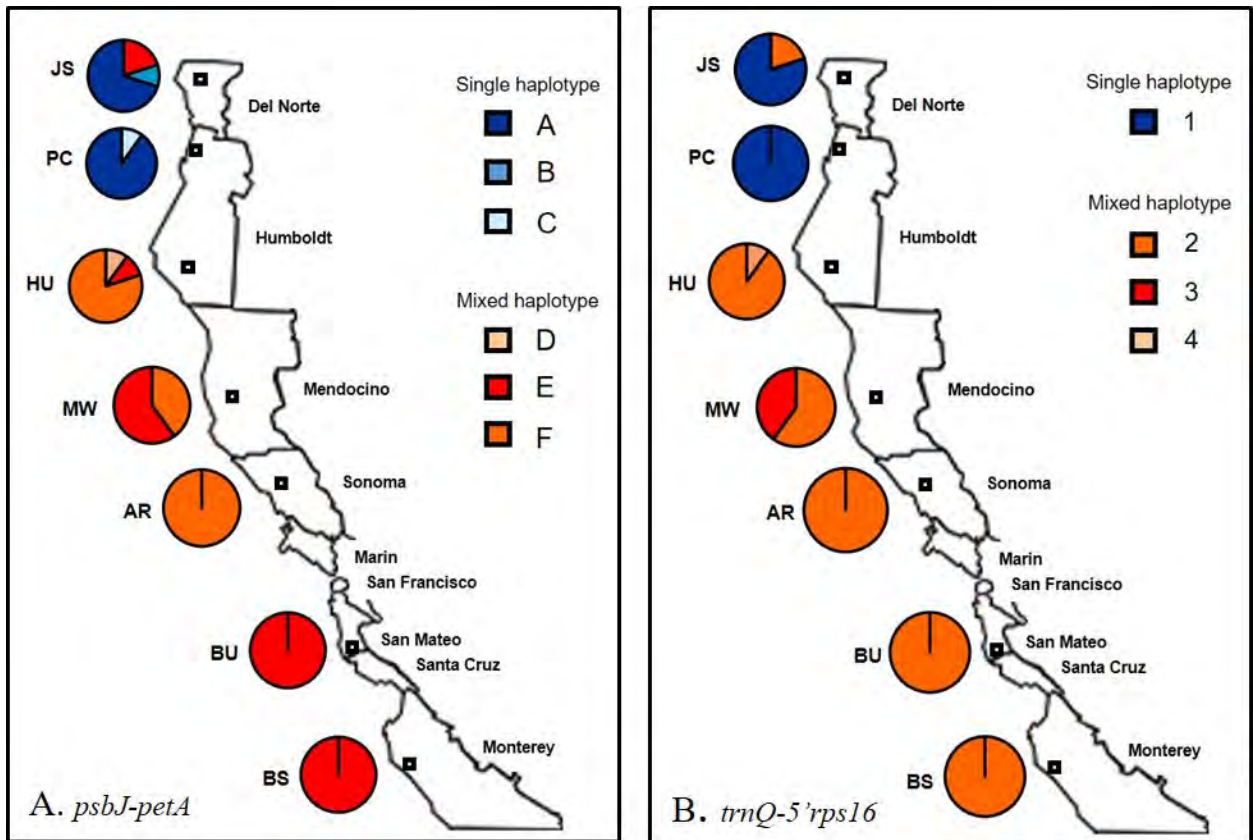 JS
PC
HU
MW
AR
BU
BS
Del Norte
Humboldt
Mendocino
Sonoma
Marin
San Francisco
San Mateo
Santa Cruz
Monterey
Single haplotype
A
B
C
Mixed haplotype
D
E
F
A. psbJ-petA
JS
PC
HU
MW
AR
BU
BS
Del Norte
Humboldt
Mendocino
Sonoma
Marin
San Francisco
San Mateo
Santa Cruz
Monterey
Single haplotype
1
Mixed haplotype
2
3
4
B. trnQ-5’rps16